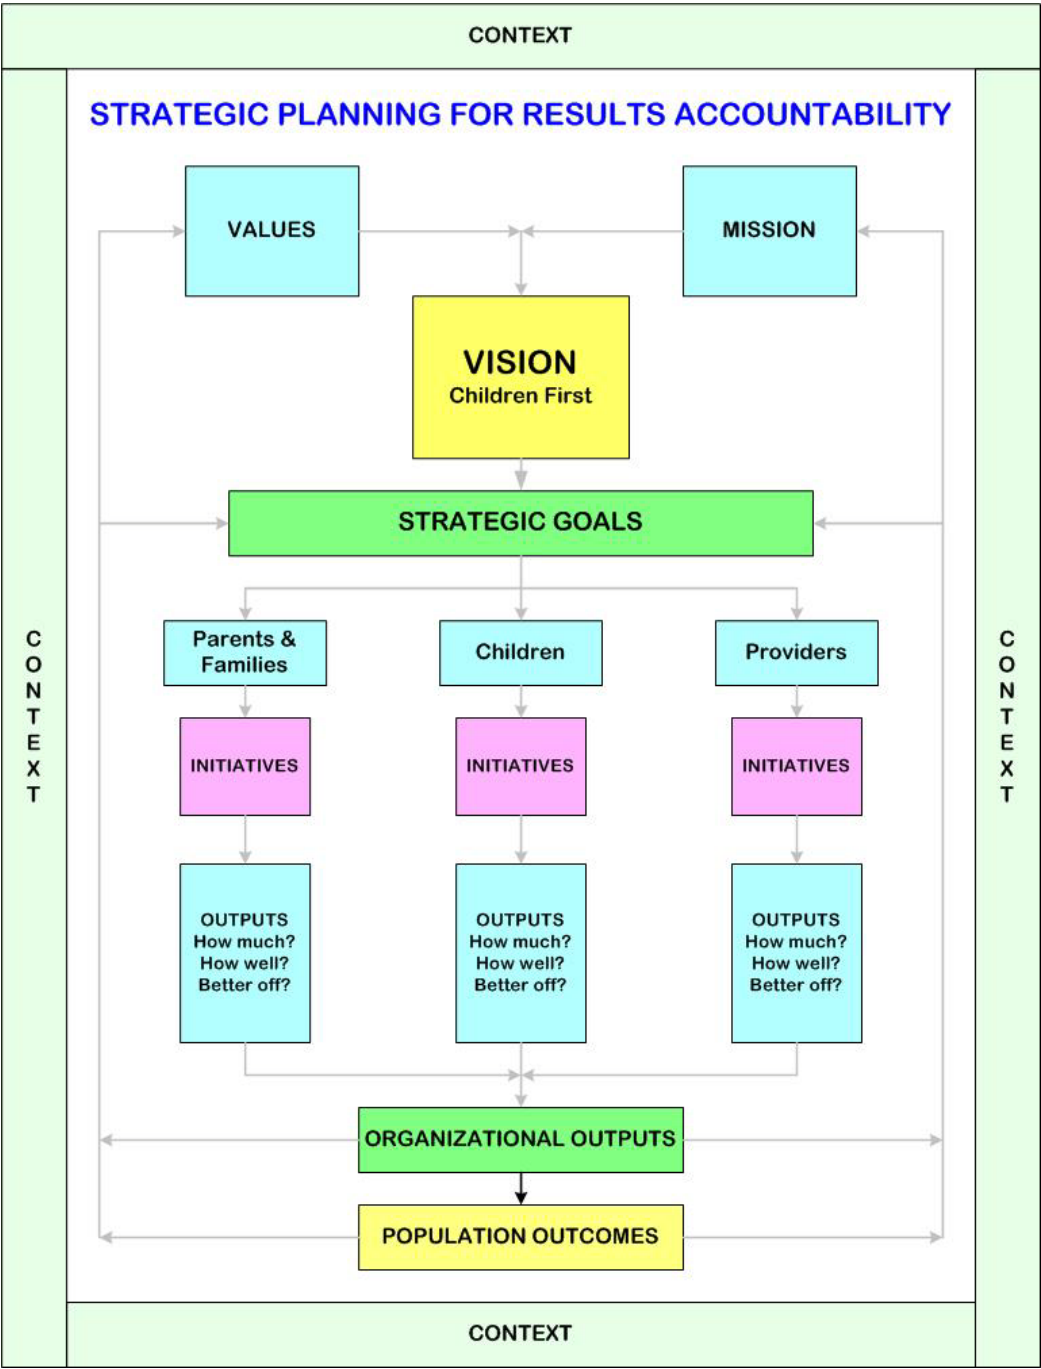 CONTEXT
STRATEGIC PLANNING FOR RESULTS ACCOUNTABILITY
VALUES
MISSION
VISION
Children First
STRATEGIC GOALS
Parents &
Families
Children
Providers
INITIATIVES
INITIATIVES
INITIATIVES
OUTPUTS
How much?
How well?
Better off?
OUTPUTS
How much?
How well?
Better off?
OUTPUTS
How much?
How well?
Better off?
ORGANIZATIONAL OUTPUTS
POPULATION OUTCOMES
CONTEXT
CONTEXT
CONTEXT